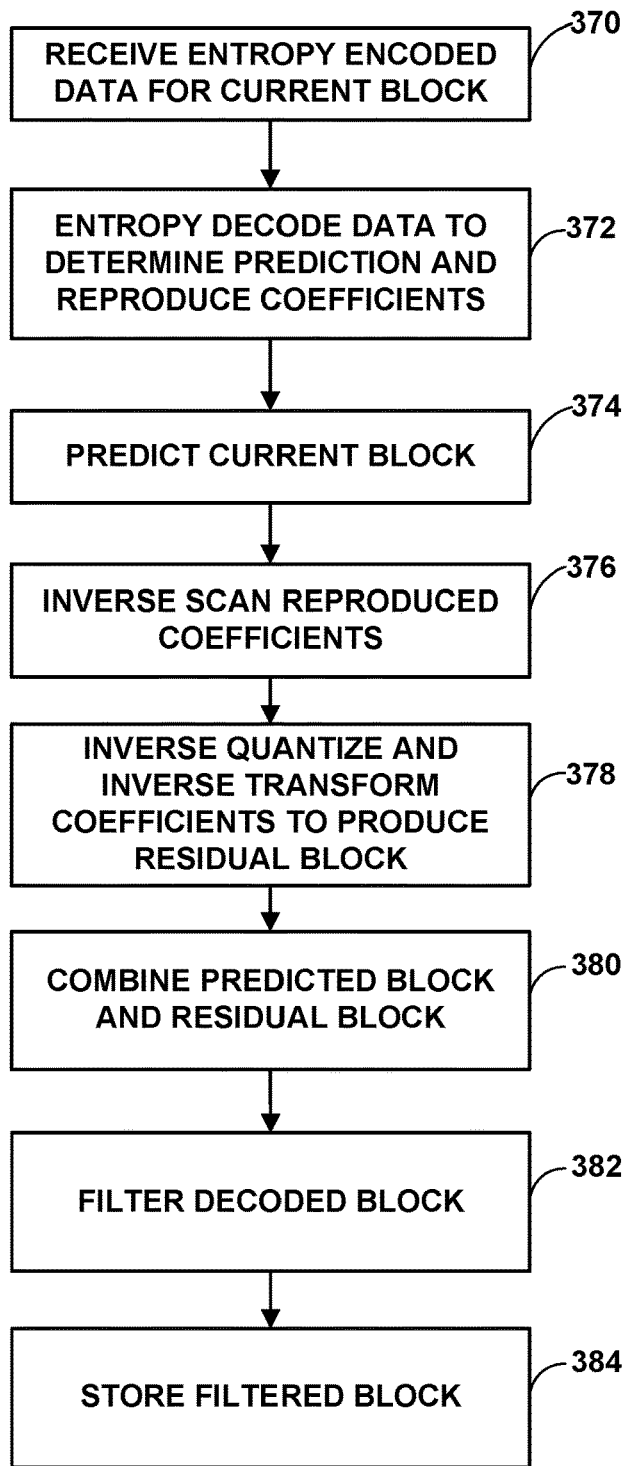 370
RECEIVE ENTROPY ENCODED
DATA FOR CURRENT BLOCK
372
ENTROPY DECODE DATA TO
DETERMINE PREDICTION AND
REPRODUCE COEFFICIENTS
374
PREDICT CURRENT BLOCK
376
INVERSE SCAN REPRODUCED
COEFFICIENTS
378
INVERSE QUANTIZE AND
INVERSE TRANSFORM
COEFFICIENTS TO PRODUCE
RESIDUAL BLOCK
380
COMBINE PREDICTED BLOCK
AND RESIDUAL BLOCK
382
FILTER DECODED BLOCK
384
STORE FILTERED BLOCK